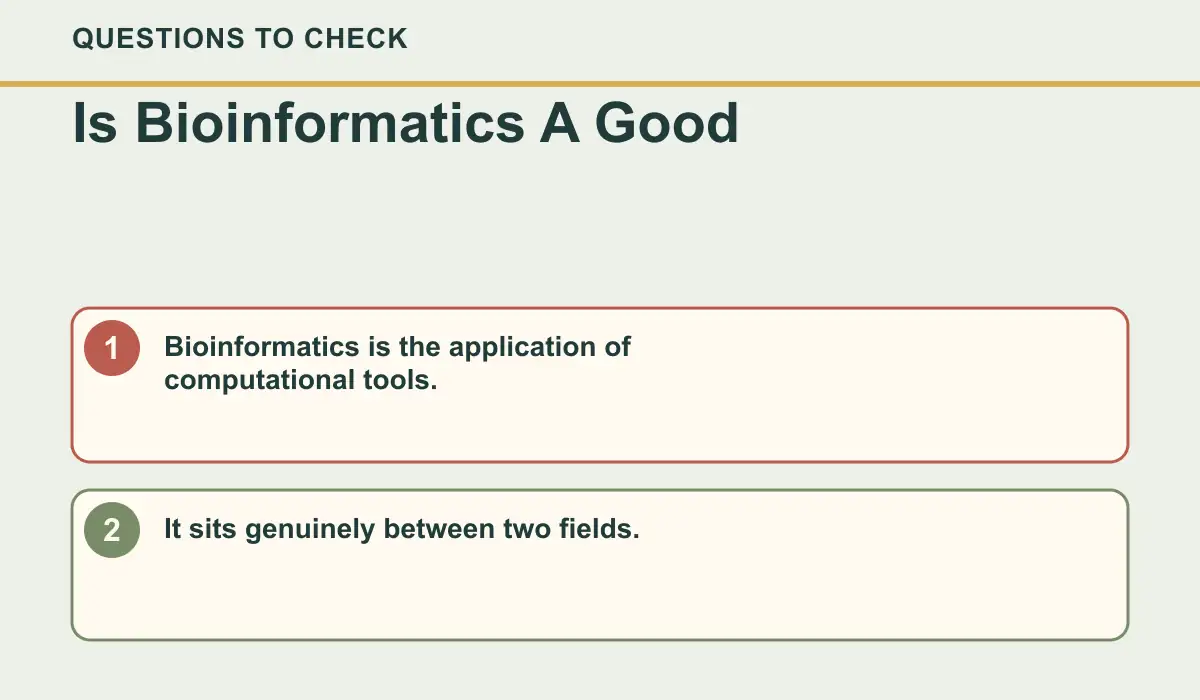 QUESTIONS TO CHECK
Is Bioinformatics A Good
1
Bioinformatics is the application of
computational tools.
2
It sits genuinely between two fields.